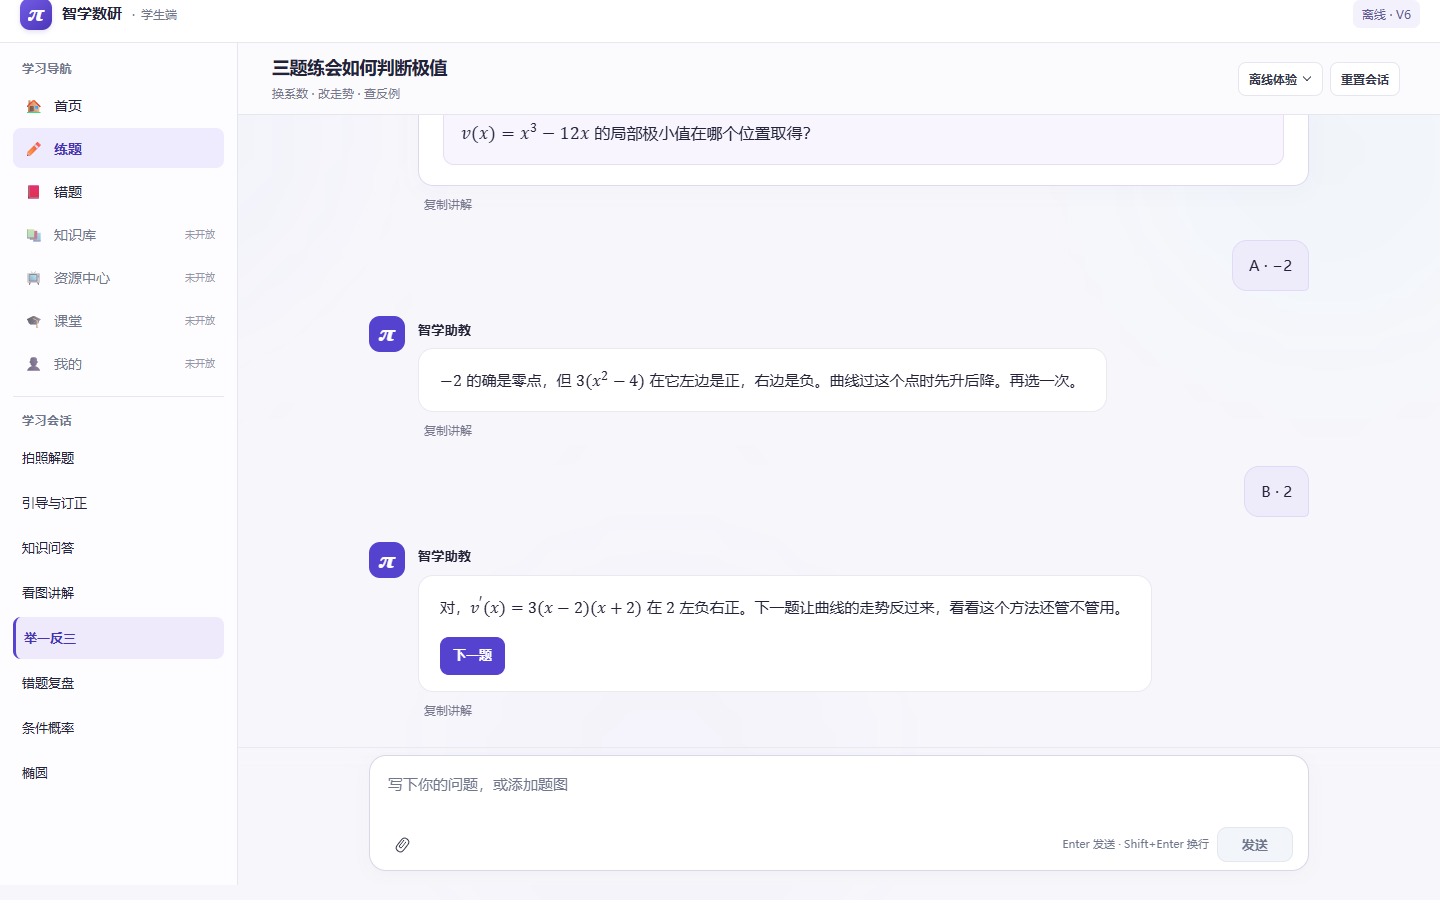 π 智学数研 · 学生端
离线 · V6
学习导航
首页
练题
错题
知识库 未开放
资源中心 未开放
课堂 未开放
我的 未开放
学习会话
拍照解题
引导与订正
知识问答
看图讲解
举一反三
错题复盘
条件概率
椭圆
三题练会如何判断极值
换系数 · 改走势 · 查反例
离线体验
重置会话
v(x) = x³ − 12x 的局部极小值在哪个位置取得？
复制讲解
A · −2
π 智学助教
−2 的确是零点，但 3(x² − 4) 在它左边是正，右边是负。曲线过这个点时先升后降。再选一次。
复制讲解
B · 2
π 智学助教
对，v′(x) = 3(x − 2)(x + 2) 在 2 左负右正。下一题让曲线的走势反过来，看看这个方法还管不管用。
下一题
复制讲解
写下你的问题，或添加题图
Enter 发送 · Shift+Enter 换行
发送